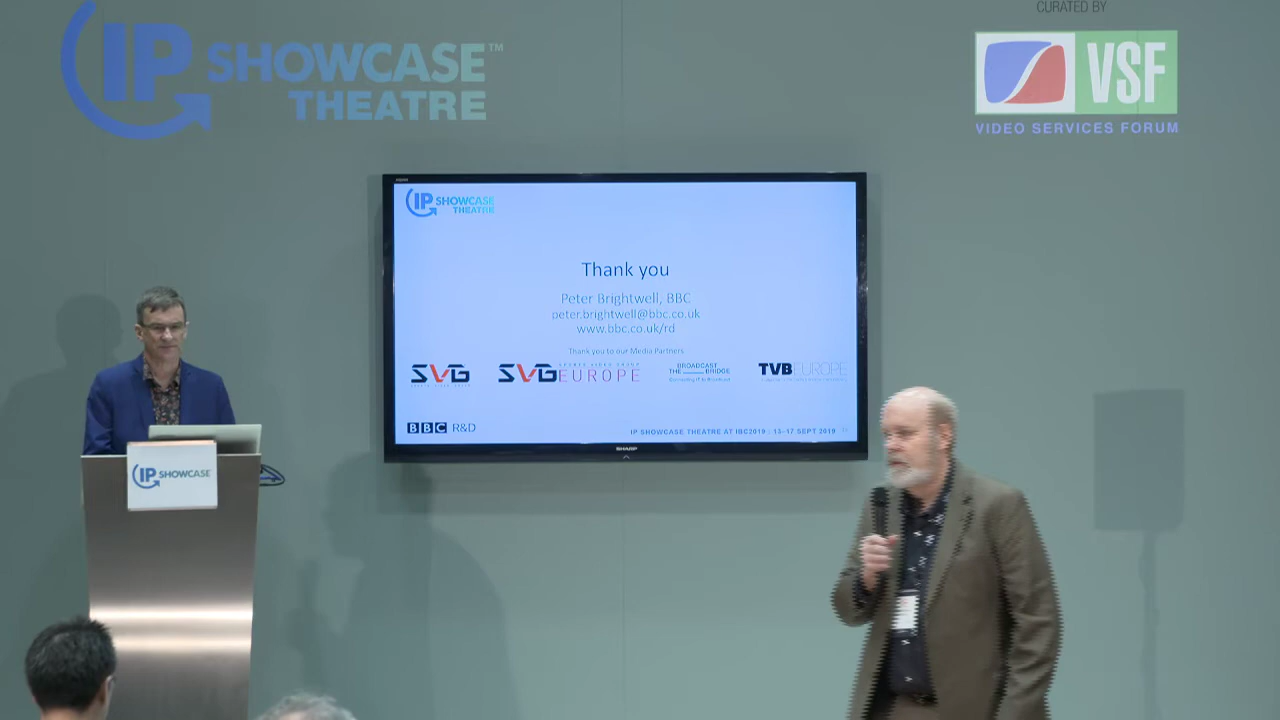 CURATED BY
IP SHOWCASE™
THEATRE
VSF
VIDEO SERVICES FORUM
IP SHOWCASE
THEATRE
Thank you
Peter Brightwell, BBC
peter.brightwell@bbc.co.uk
www.bbc.co.uk/rd
Thank you to our Media Partners
SVG
SVG EUROPE
BROADCAST
THE BRIDGE
TVBEUROPE
BBC R&D
IP SHOWCASE THEATRE AT IBC2019 : 13-17 SEPT 2019
SHARP
IP SHOWCASE